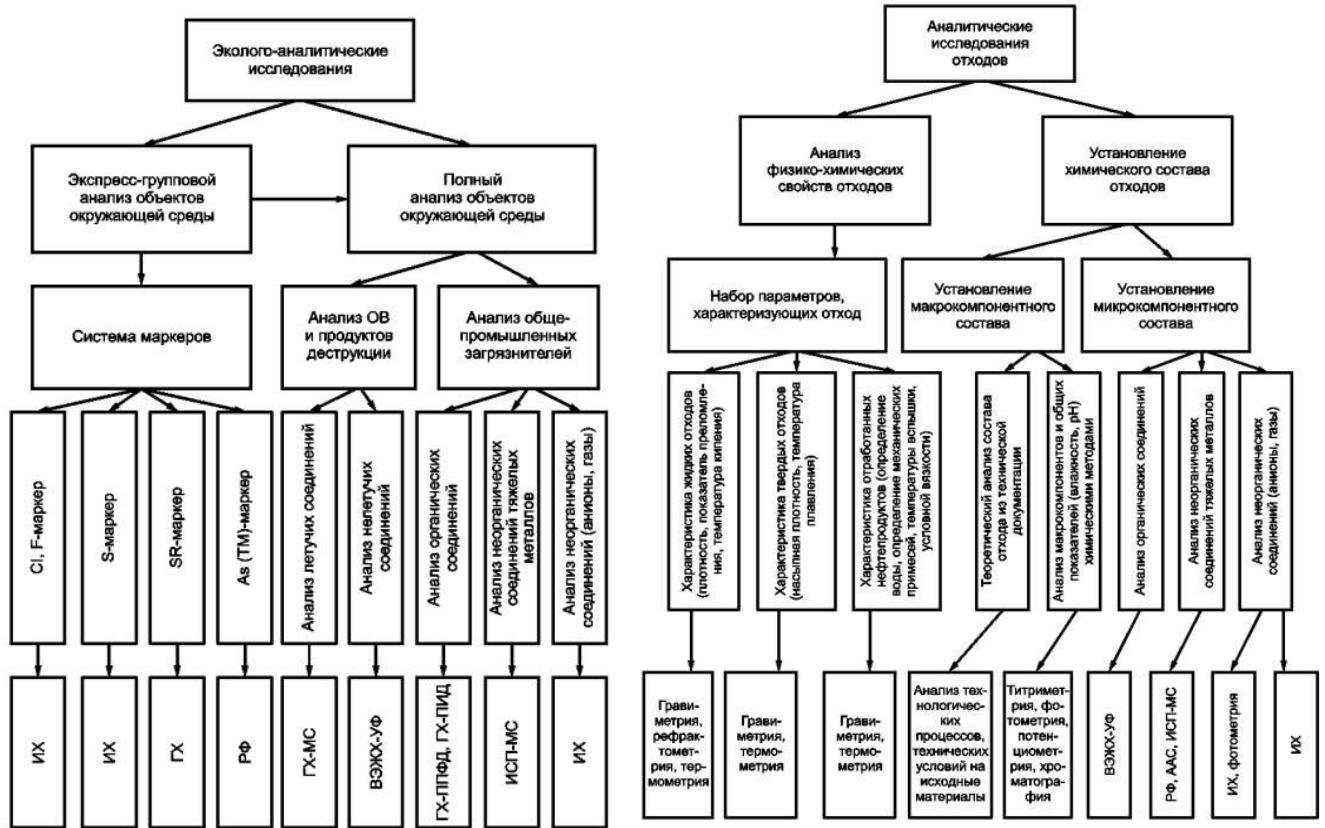 Эколого-аналитические
исследования
Экспресс-групповой
анализ объектов
окружающей среды
Полный
анализ объектов
окружающей среды
Система маркеров
Анализ ОВ
и продуктов
деструкции
Анализ обще-
промышленных
загрязнителей
Cl, F-маркер
S-маркер
SR-маркер
As (ТМ)-маркер
Анализ летучих соединений
Анализ нелетучих
соединений
Анализ органических
соединений
Анализ неорганических
соединений тяжелых
металлов
Анализ неорганических
соединений (анионы, газы)
ИХ
ИХ
ГХ
РФ
ГХ-МС
ВЭЖХ-УФ
ГХ-ППФД, ГХ-ПИД
ИСП-МС
ИХ
Аналитические
исследования
отходов
Анализ
физико-химических
свойств отходов
Установление
химического состава
отходов
Набор параметров,
характеризующих отход
Установление
макрокомпонентного
состава
Установление
микрокомпонентного
состава
Характеристика жидких отходов
(плотность, показатель преломле-
ния, температура кипения)
Характеристика твердых отходов
(насыпная плотность, температура
плавления)
Характеристика отработанных
нефтепродуктов (определение
воды, определение механических
примесей, температуры вспышки,
условной вязкости)
Теоретический анализ состава
отхода из технической
документации
Анализ макрокомпонентов и общих
показателей (влажность, pH)
химическими методами
Анализ органических соединений
Анализ неорганических
соединений тяжелых металлов
Анализ неорганических
соединений (анионы, газы)
Грави-
метрия,
рефрак-
томет-
рия, тер-
мометрия
Грави-
метрия,
термо-
метрия
Грави-
метрия,
термо-
метрия
Анализ тех-
нологичес-
ких
процессов,
технических
условий на
исходные
материалы
Титримет-
рия, фо-
тометрия,
потен-
циомет-
рия, хро-
матогра-
фия
ВЭЖХ-УФ
РФ, ААС, ИСП-МС
ИХ, фотометрия
ИХ